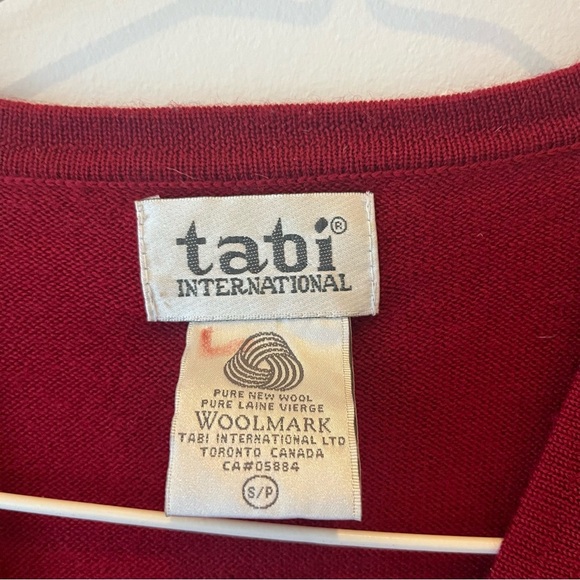 tabi®
INTERNATIONAL
PURE NEW WOOL
PURE LAINE VIERGE
WOOLMARK
TABI INTERNATIONAL LTD
TORONTO CANADA
CA#05884
S/P